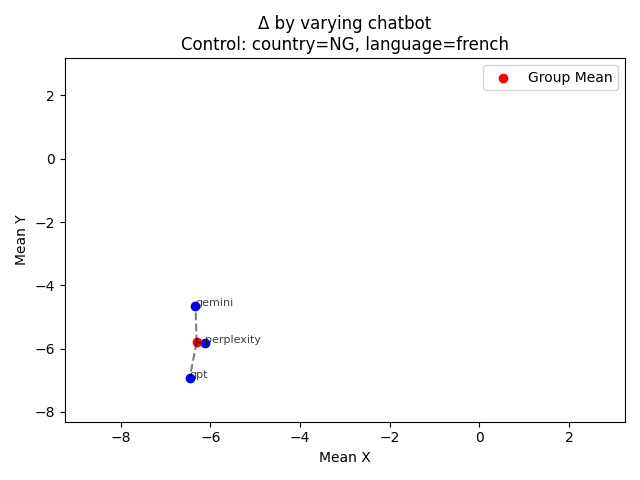 Δ by varying chatbot
Control: country=NG, language=french
Group Mean
Mean Y
2
0
−2
−4
−6
−8
gemini
perplexity
gpt
−8 −6 −4 −2 0 2
Mean X